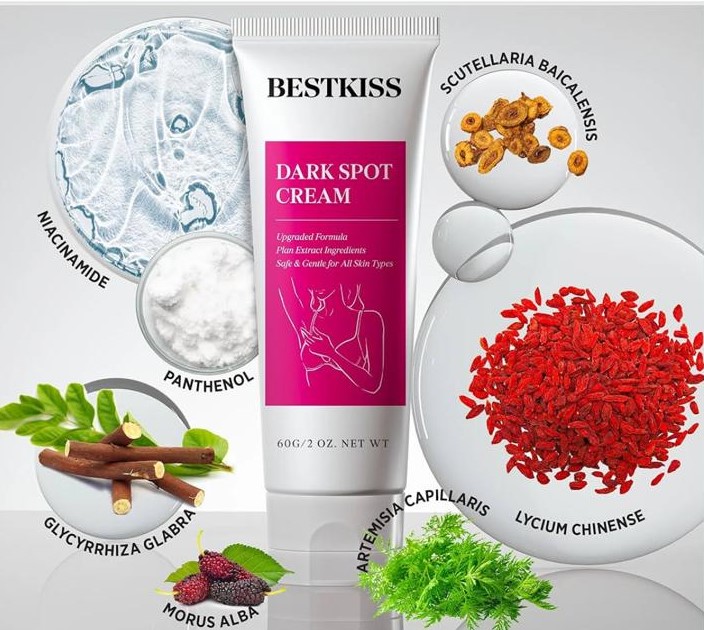 BESTKISS
DARK SPOT
CREAM
Upgraded Formula
Plan Extract Ingredients
Safe & Gentle for All Skin Types
60G/2 OZ. NET WT
SCUTELLARIA BAICALENSIS
NIACINAMIDE
PANTHENOL
GLYCYRRHIZA GLABRA
MORUS ALBA
ARTEMISIA CAPILLARIS
LYCIUM CHINENSE